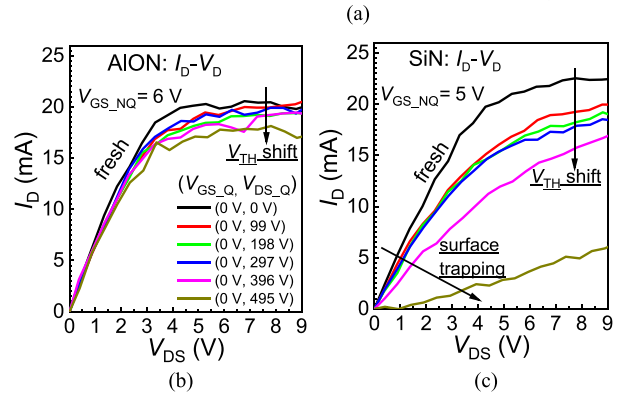 (a)
AlON: I_D-V_D
V_GS_NQ = 6 V
fresh
V_TH shift
(V_GS_Q, V_DS_Q)
(0 V, 0 V)
(0 V, 99 V)
(0 V, 198 V)
(0 V, 297 V)
(0 V, 396 V)
(0 V, 495 V)
I_D (mA)
25
20
15
10
5
0
0 1 2 3 4 5 6 7 8 9
V_DS (V)
(b)
SiN: I_D-V_D
V_GS_NQ = 5 V
fresh
V_TH shift
surface
trapping
I_D (mA)
25
20
15
10
5
0
0 1 2 3 4 5 6 7 8 9
V_DS (V)
(c)